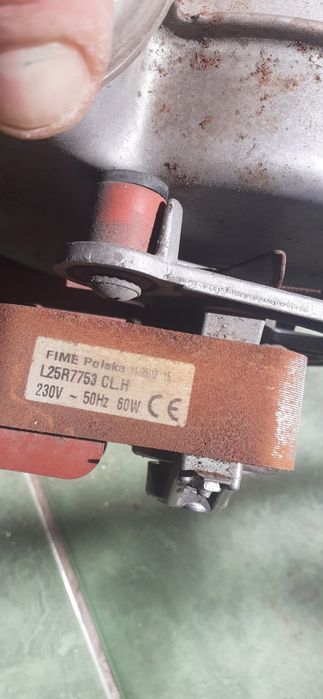 FIME Polska
L25R7753 CL.H
230V ~ 50Hz 60W CE